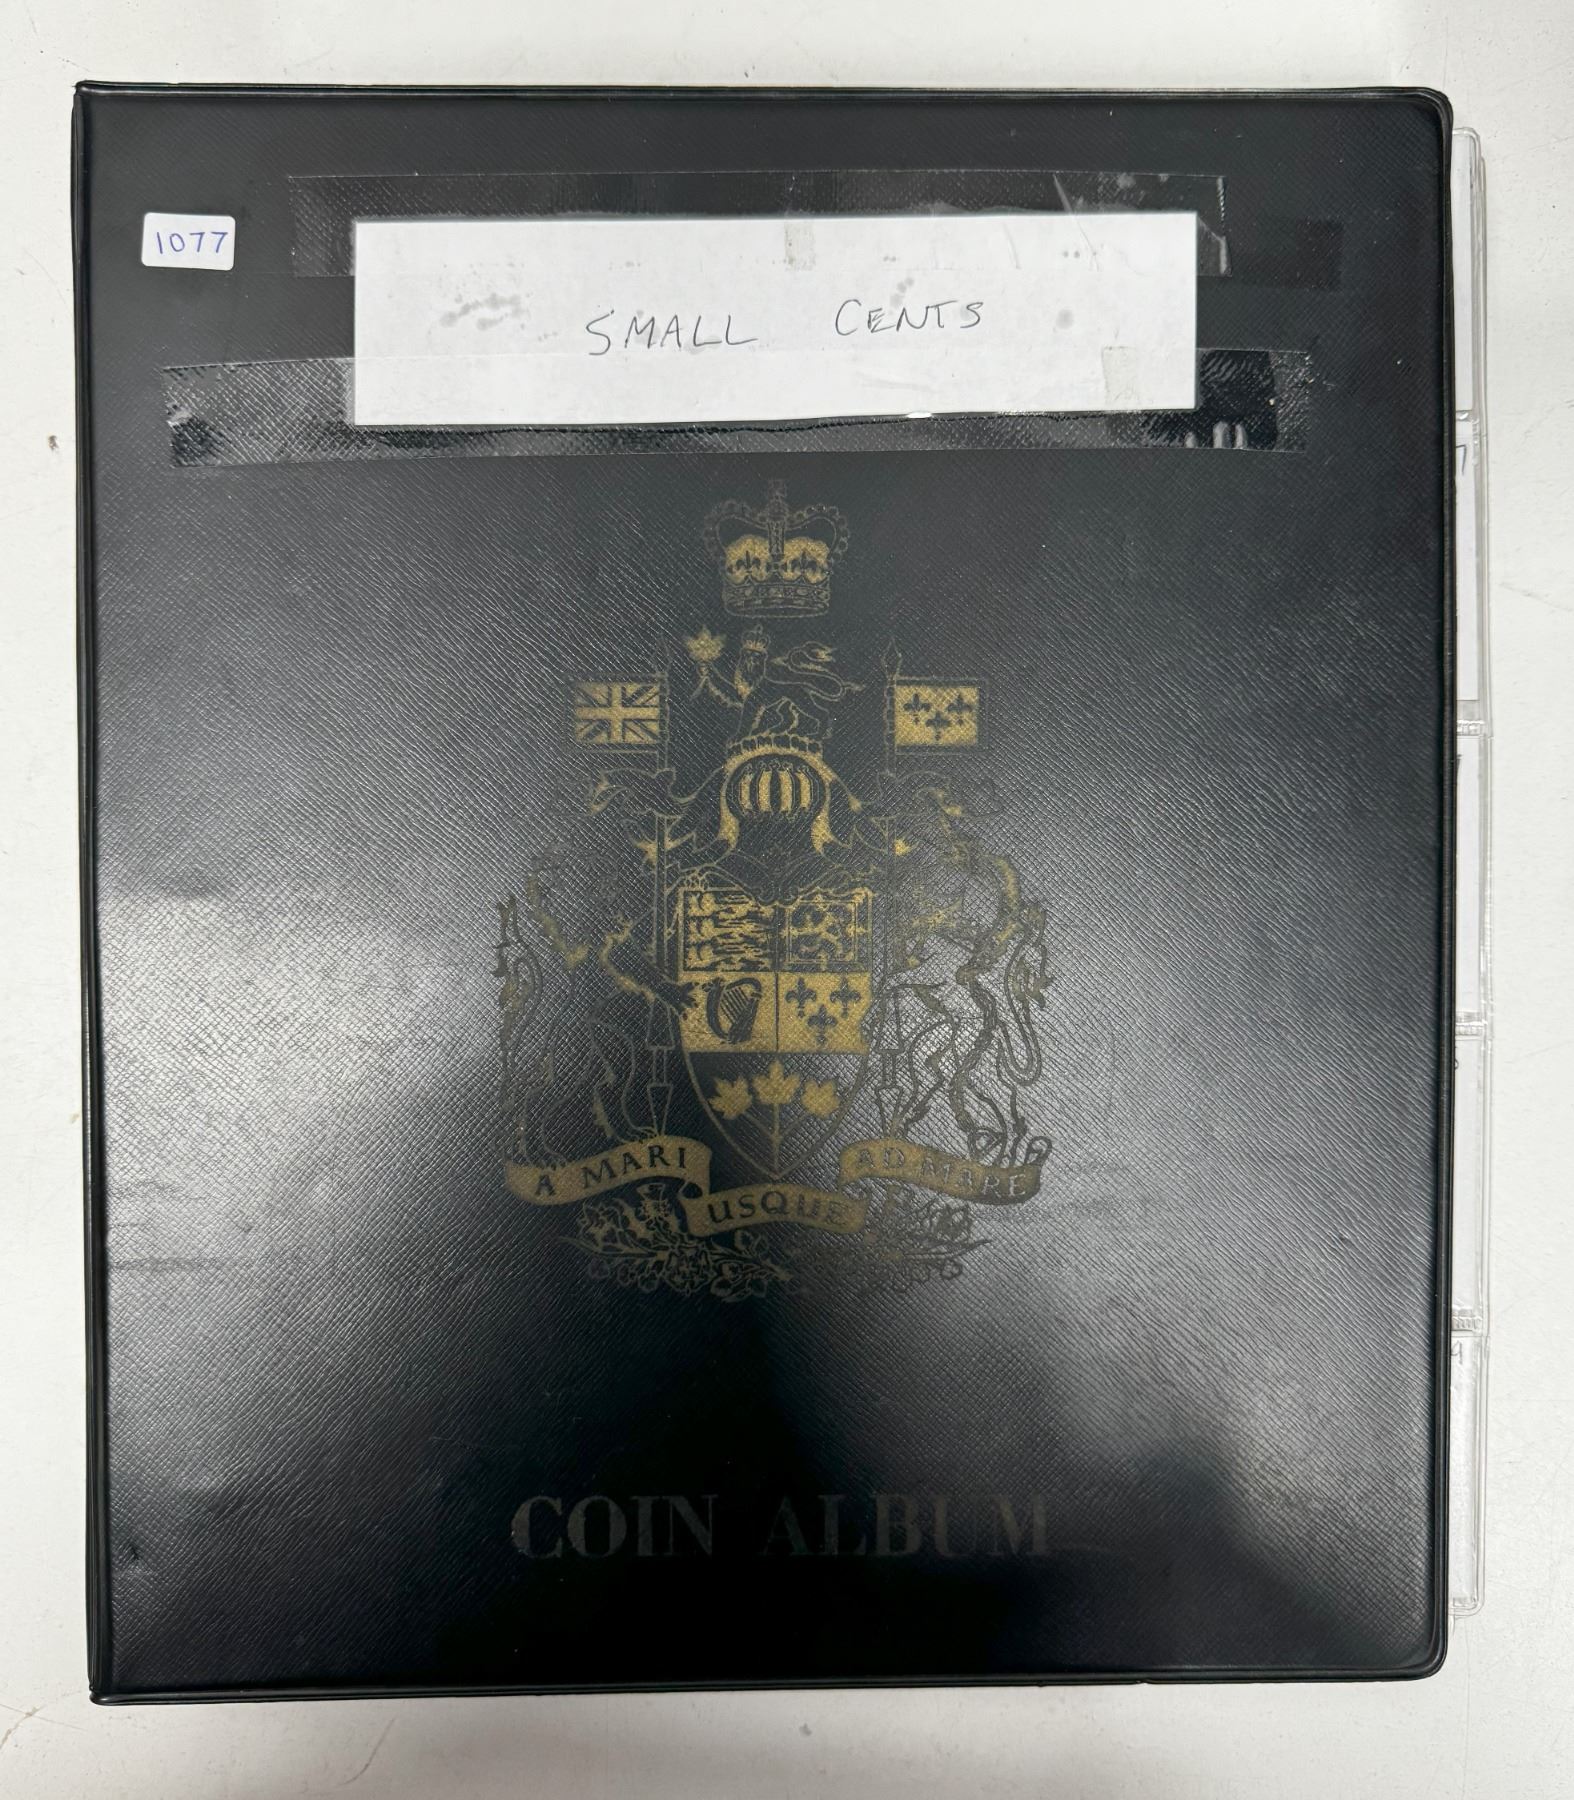 1077
SMALL CENTS
A MARI
AD MARE
USQUE
COIN ALBUM